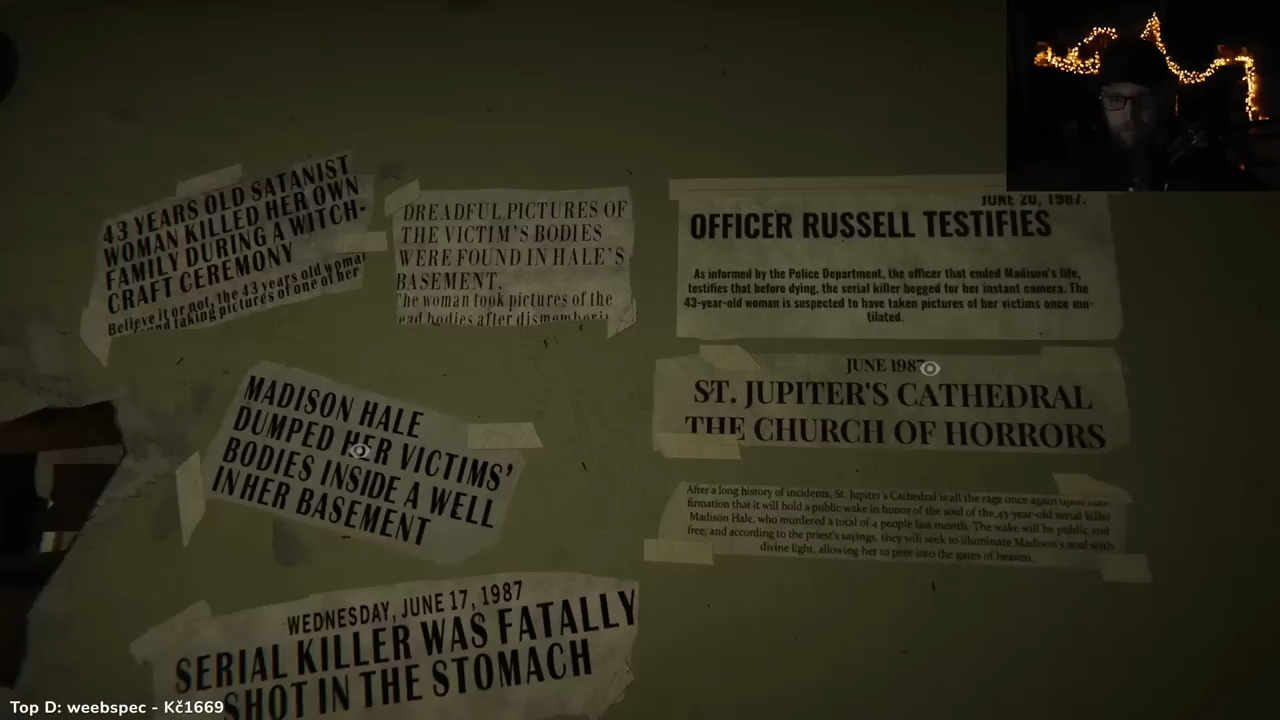 43 YEARS OLD SATANIST
WOMAN KILLED HER OWN
FAMILY DURING A WITCH-
CRAFT CEREMONY
Believe it or not, the 43 years old woman
taking pictures of one of her
DREADFUL PICTURES OF
THE VICTIM'S BODIES
WERE FOUND IN HALE'S
BASEMENT.
The woman took pictures of the
ead bodies after dismemberi
MADISON HALE
DUMPED HER VICTIMS'
BODIES INSIDE A WELL
IN HER BASEMENT
WEDNESDAY, JUNE 17, 1987
SERIAL KILLER WAS FATALLY
SHOT IN THE STOMACH
JUNE 20, 1987.
OFFICER RUSSELL TESTIFIES
As informed by the Police Department, the officer that ended Madison's life,
testifies that before dying, the serial killer begged for her instant camera. The
43-year-old woman is suspected to have taken pictures of her victims once mu-
tilated.
JUNE 1987
ST. JUPITER'S CATHEDRAL
THE CHURCH OF HORRORS
After a long history of incidents, St. Jupiter's Cathedral is all the rage once again upon con-
firmation that it will hold a public wake in honor of the soul of the 43-year-old serial killer
Madison Hale, who murdered a total of 4 people last month. The wake will be public and
free, and according to the priest's sayings, they will seek to illuminate Madison's soul with
divine light, allowing her to peer into the gates of heaven.
Top D: weebspec - Kč1669